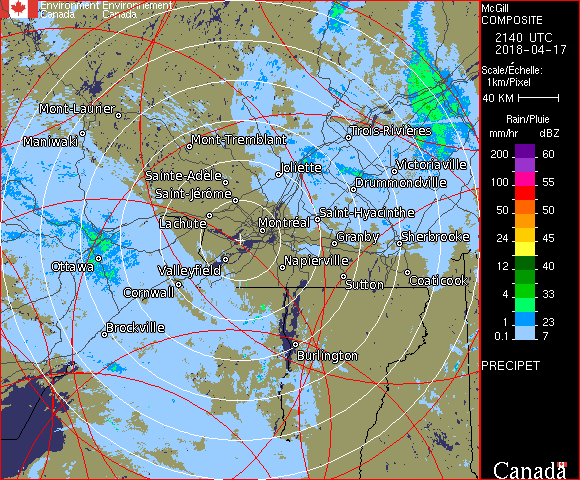 Environment Environnement
Canada Canada
McGill
COMPOSITE
2140 UTC
2018-04-17
Scale/Échelle:
1km/Pixel
40 KM
Rain/Pluie
mm/hr dBZ
200 60
100 55
50 50
24 45
12 40
4 33
1 23
0.1 7
PRECIPET
Canada
Mont-Laurier
Maniwaki
Mont-Tremblant
Trois-Rivières
Sainte-Adèle
Joliette
Victoriaville
Saint-Jérôme
Drummondville
Lachute
Montréal
Saint-Hyacinthe
Granby
Sherbrooke
Ottawa
Valleyfield
Napierville
Cornwall
Sutton
Coaticook
Brockville
Burlington